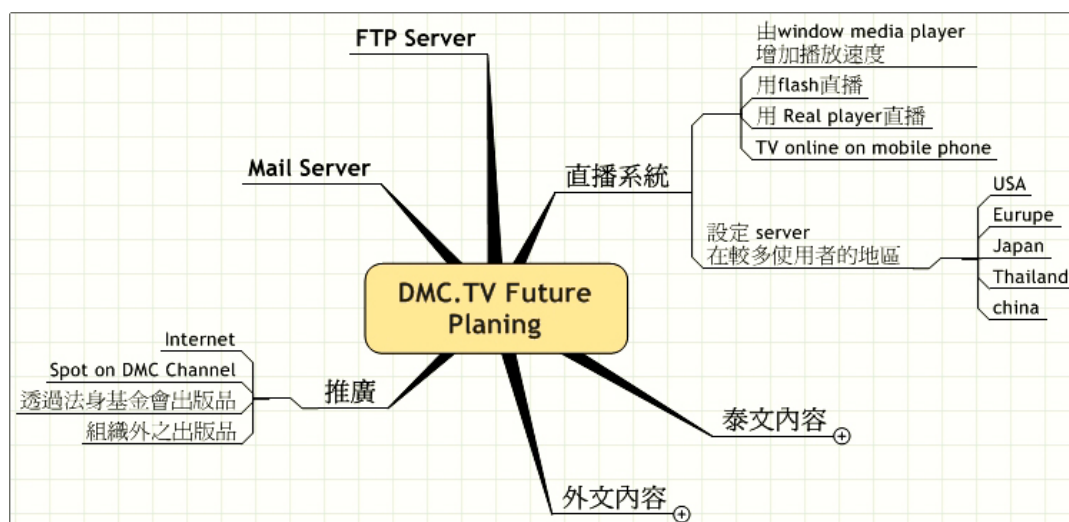 FTP Server
Mail Server
DMC.TV Future
Planing
直播系統
由window media player
增加播放速度
用flash直播
用 Real player直播
TV online on mobile phone
設定 server
在較多使用者的地區
USA
Eurupe
Japan
Thailand
china
泰文內容
外文內容
推廣
Internet
Spot on DMC Channel
透過法身基金會出版品
組織外之出版品